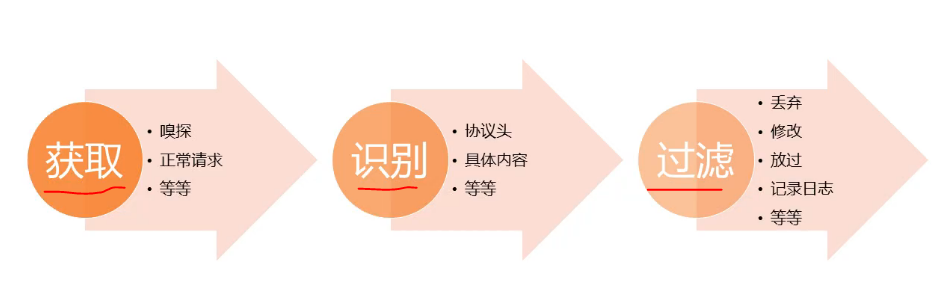 获取
• 嗅探
• 正常请求
• 等等
识别
• 协议头
• 具体内容
• 等等
过滤
• 丢弃
• 修改
• 放过
• 记录日志
• 等等